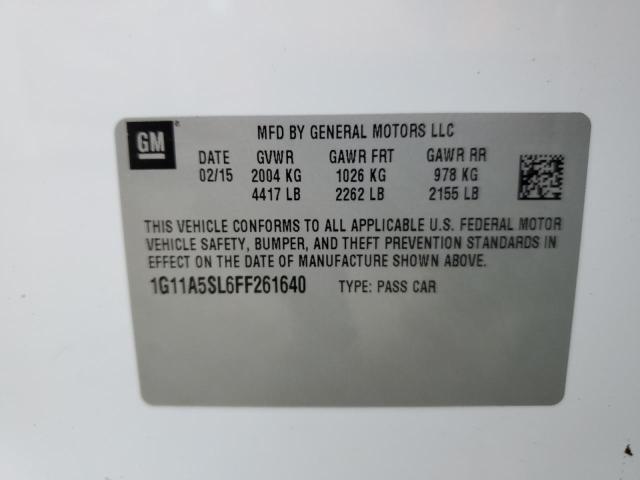 GM
MFD BY GENERAL MOTORS LLC
DATE GVWR GAWR FRT GAWR RR
02/15 2004 KG 1026 KG 978 KG
4417 LB 2262 LB 2155 LB
THIS VEHICLE CONFORMS TO ALL APPLICABLE U.S. FEDERAL MOTOR
VEHICLE SAFETY, BUMPER, AND THEFT PREVENTION STANDARDS IN
EFFECT ON THE DATE OF MANUFACTURE SHOWN ABOVE.
1G11A5SL6FF261640 TYPE: PASS CAR